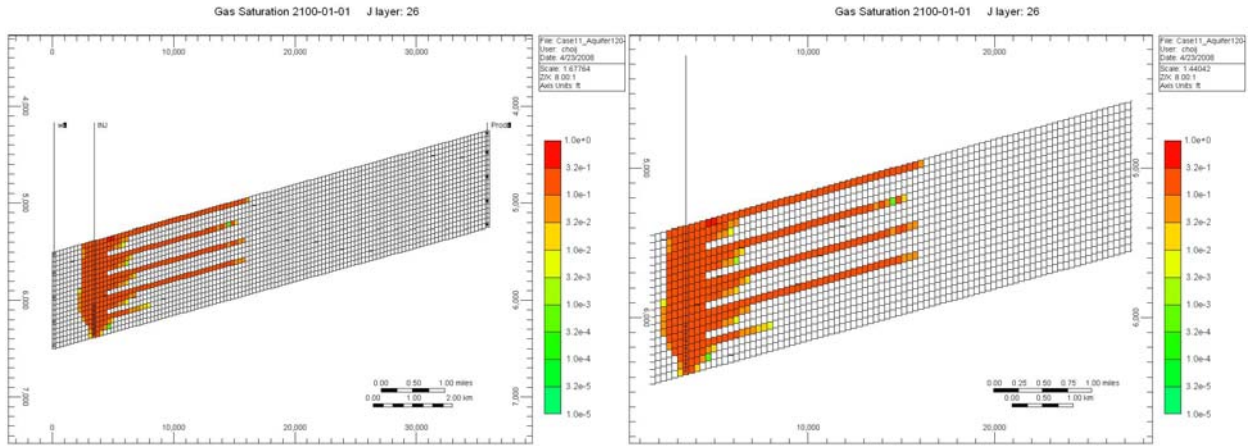 Gas Saturation 2100-01-01 J layer: 26
0 10,000 20,000 30,000
File: Case11_Aquifer120-
User: choij
Date: 4/23/2008
Scale: 1.67764
Z/X: 8.00:1
Axis Units: ft
4,000 4,000
INJ
5,000 5,000
6,000 6,000
7,000 7,000
1.0e+0
3.2e-1
1.0e-1
3.2e-2
1.0e-2
3.2e-3
1.0e-3
3.2e-4
1.0e-4
3.2e-5
1.0e-5
0.00 0.50 1.00 miles
0.00 1.00 2.00 km
0 10,000 20,000 30,000
Gas Saturation 2100-01-01 J layer: 26
10,000 20,000
File: Case11_Aquifer120-
User: choij
Date: 4/23/2008
Scale: 1.44042
Z/X: 8.00:1
Axis Units: ft
5,000 5,000
6,000 6,000
1.0e+0
3.2e-1
1.0e-1
3.2e-2
1.0e-2
3.2e-3
1.0e-3
3.2e-4
1.0e-4
3.2e-5
1.0e-5
0.00 0.25 0.50 0.75 1.00 miles
0.00 0.50 1.00 km
10,000 20,000